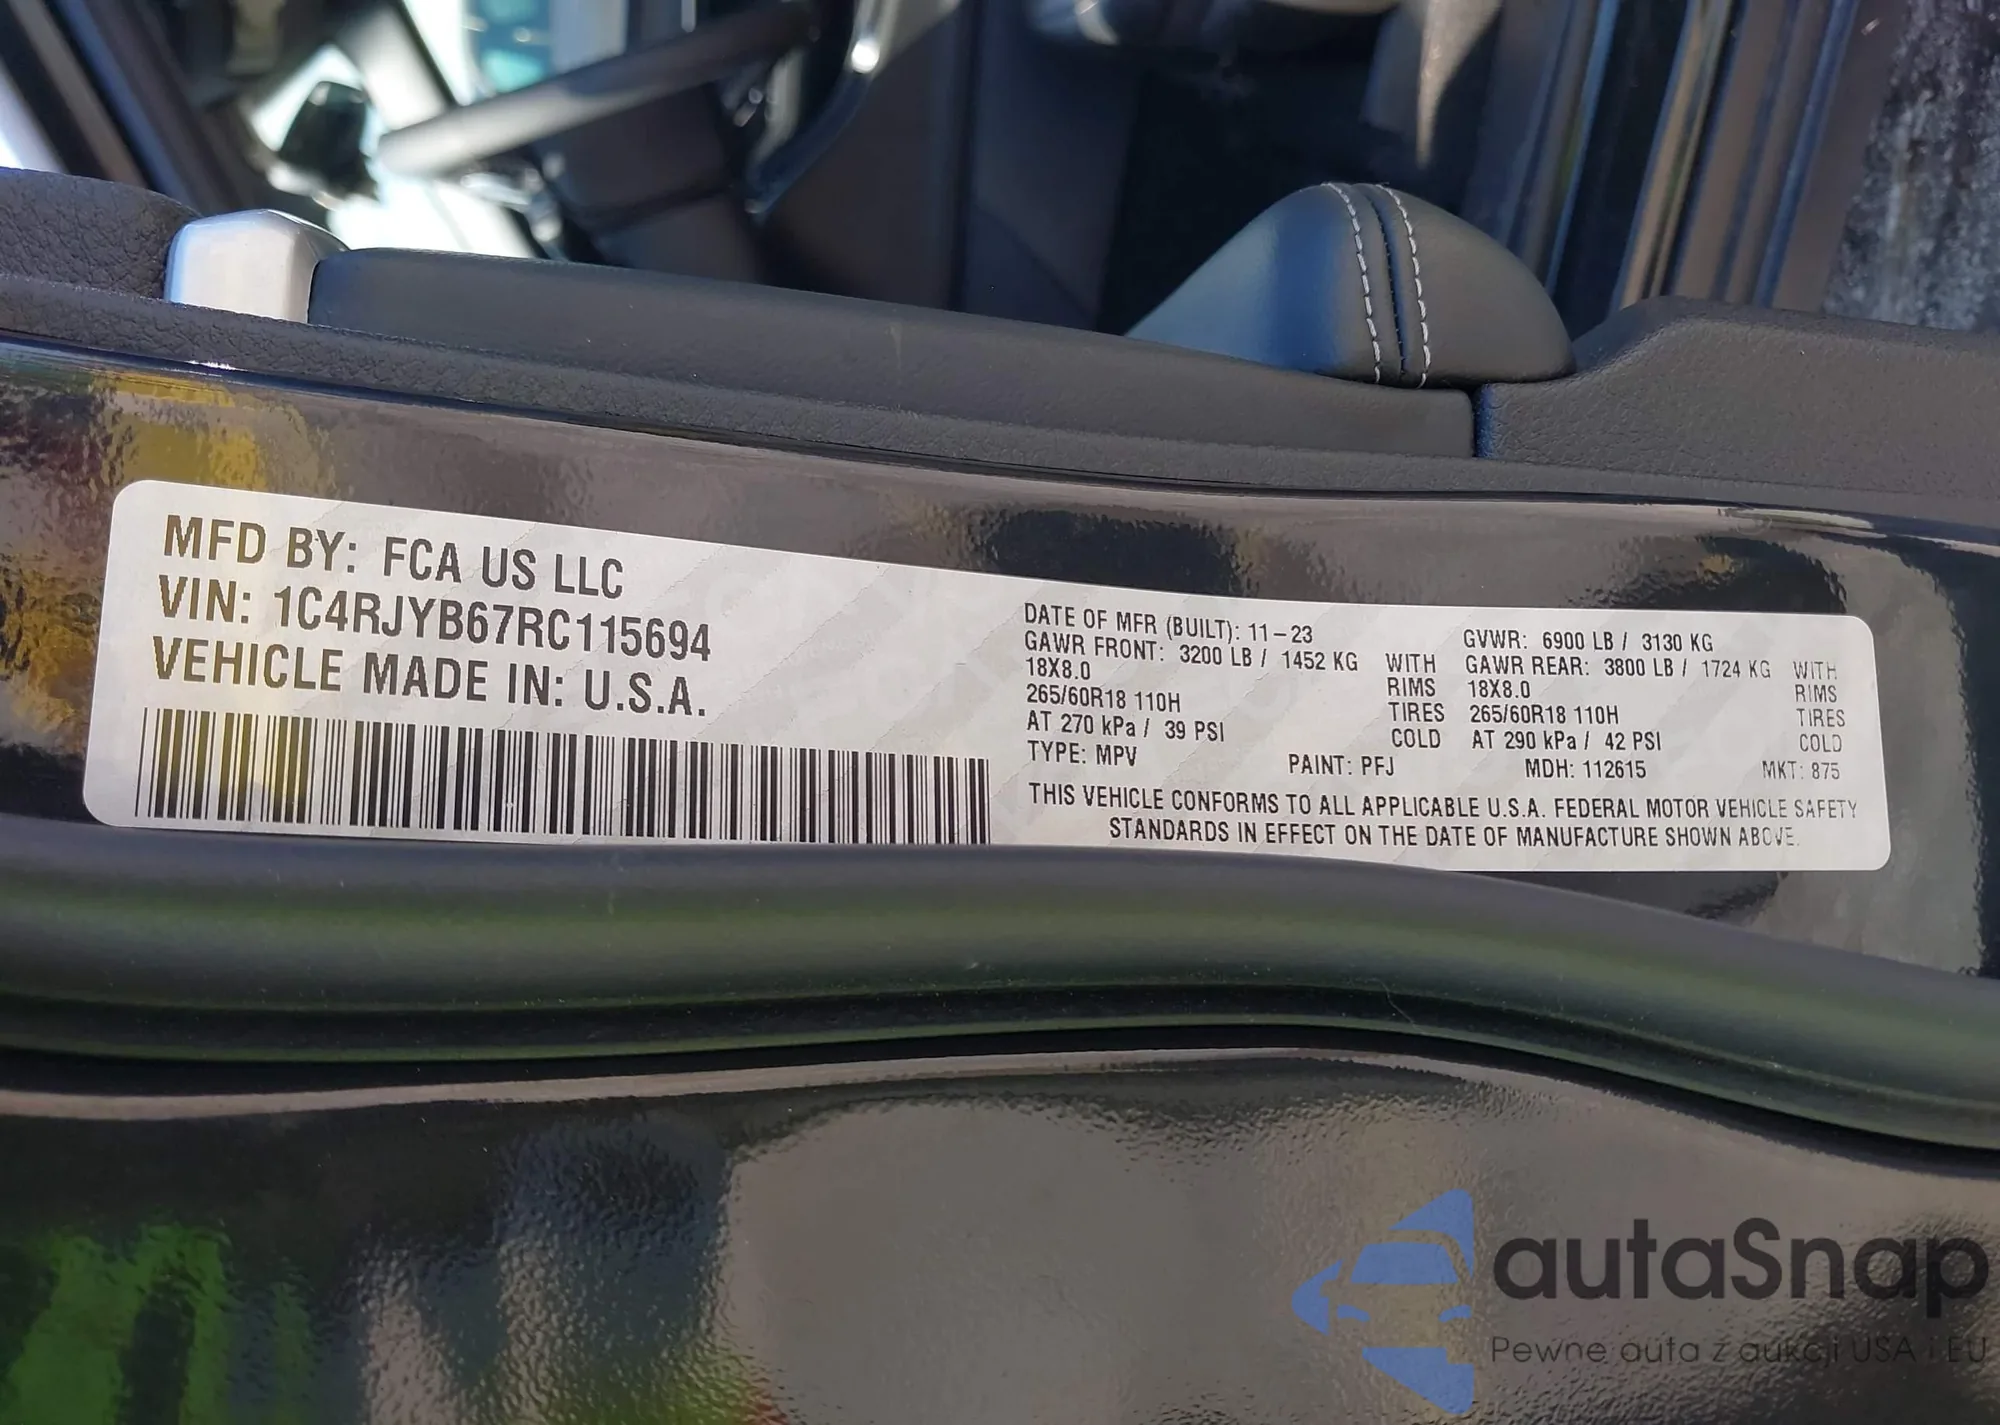 MFD BY: FCA US LLC
VIN: 1C4RJYB67RC115694
VEHICLE MADE IN: U.S.A.
DATE OF MFR (BUILT): 11-23 GVWR: 6900 LB / 3130 KG
GAWR FRONT: 3200 LB / 1452 KG WITH GAWR REAR: 3800 LB / 1724 KG WITH
18X8.0 RIMS 18X8.0 RIMS
265/60R18 110H TIRES 265/60R18 110H TIRES
AT 270 kPa / 39 PSI COLD AT 290 kPa / 42 PSI COLD
TYPE: MPV PAINT: PFJ MDH: 112615 MKT: 875
THIS VEHICLE CONFORMS TO ALL APPLICABLE U.S.A. FEDERAL MOTOR VEHICLE SAFETY
STANDARDS IN EFFECT ON THE DATE OF MANUFACTURE SHOWN ABOVE.
autaSnap
Pewne auta z aukcji USA i EU